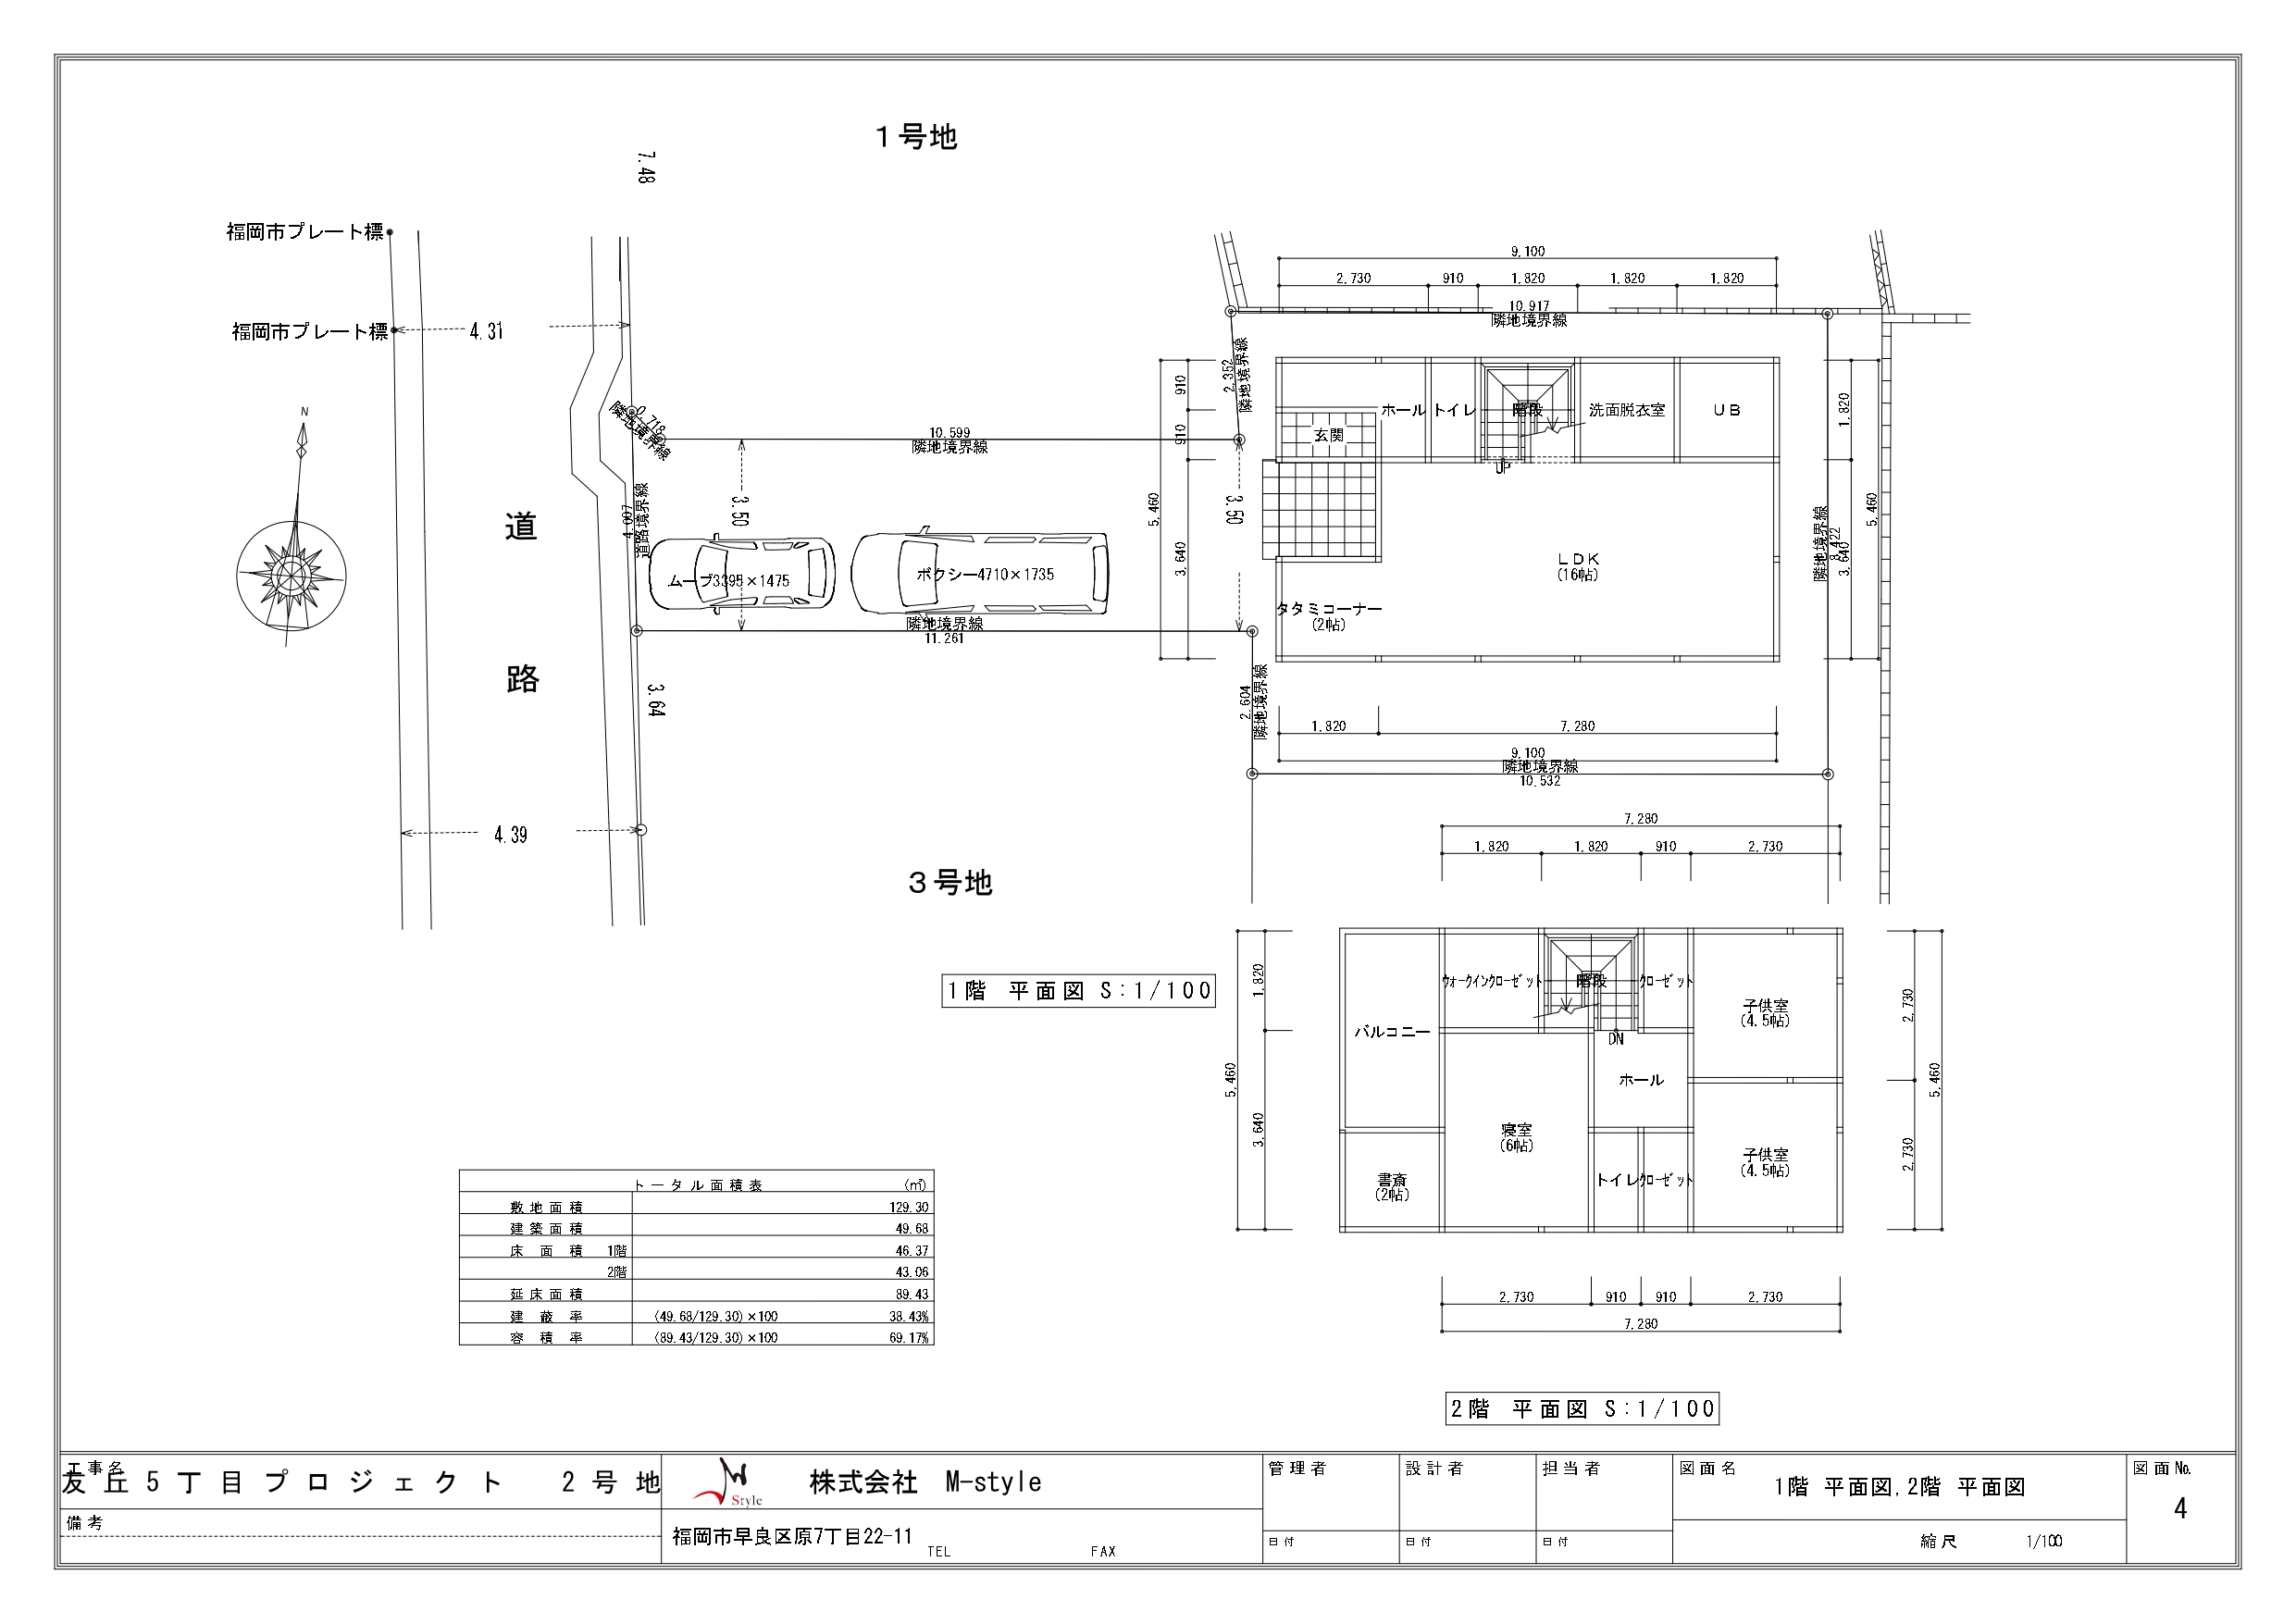 １号地
7.48
福岡市プレート標
福岡市プレート標
4.31
N
道
路
4.39
3.64
隣地境界線
0.718
道路境界線
4.007
10.599
隣地境界線
3.50
3.50
ムーブ3395×1475
ボクシー4710×1735
隣地境界線
11.261
３号地
9,100
2,730
910
1,820
1,820
1,820
10.917
隣地境界線
2.352
隣地境界線
910
910
3,640
5,460
ホール
トイレ
階段
洗面脱衣室
ＵＢ
玄関
UP
ＬＤＫ
(16帖)
タタミコーナー
(2帖)
1,820
3,640
5,460
隣地境界線
8.422
2.604
隣地境界線
1,820
7,280
9,100
隣地境界線
10.532
1階 平面図 S:1/100
7,280
1,820
1,820
910
2,730
1,820
3,640
5,460
ウォークインクローゼット
階段
クローゼット
子供室
(4.5帖)
バルコニー
DN
ホール
寝室
(6帖)
書斎
(2帖)
トイレ
クローゼット
子供室
(4.5帖)
2,730
2,730
5,460
2,730
910
910
2,730
7,280
2階 平面図 S:1/100
トータル面積表 (㎡)
敷地面積 129.30
建築面積 49.68
床面積 1階 46.37
2階 43.06
延床面積 89.43
建蔽率 (49.68/129.30)×100 38.43%
容積率 (89.43/129.30)×100 69.17%
工事名
友丘5丁目プロジェクト 2号地
備考
Style
株式会社 M-style
福岡市早良区原7丁目22-11
TEL
FAX
管理者
設計者
担当者
日付
日付
日付
図面名
1階 平面図,2階 平面図
縮尺 1/100
図面№
4